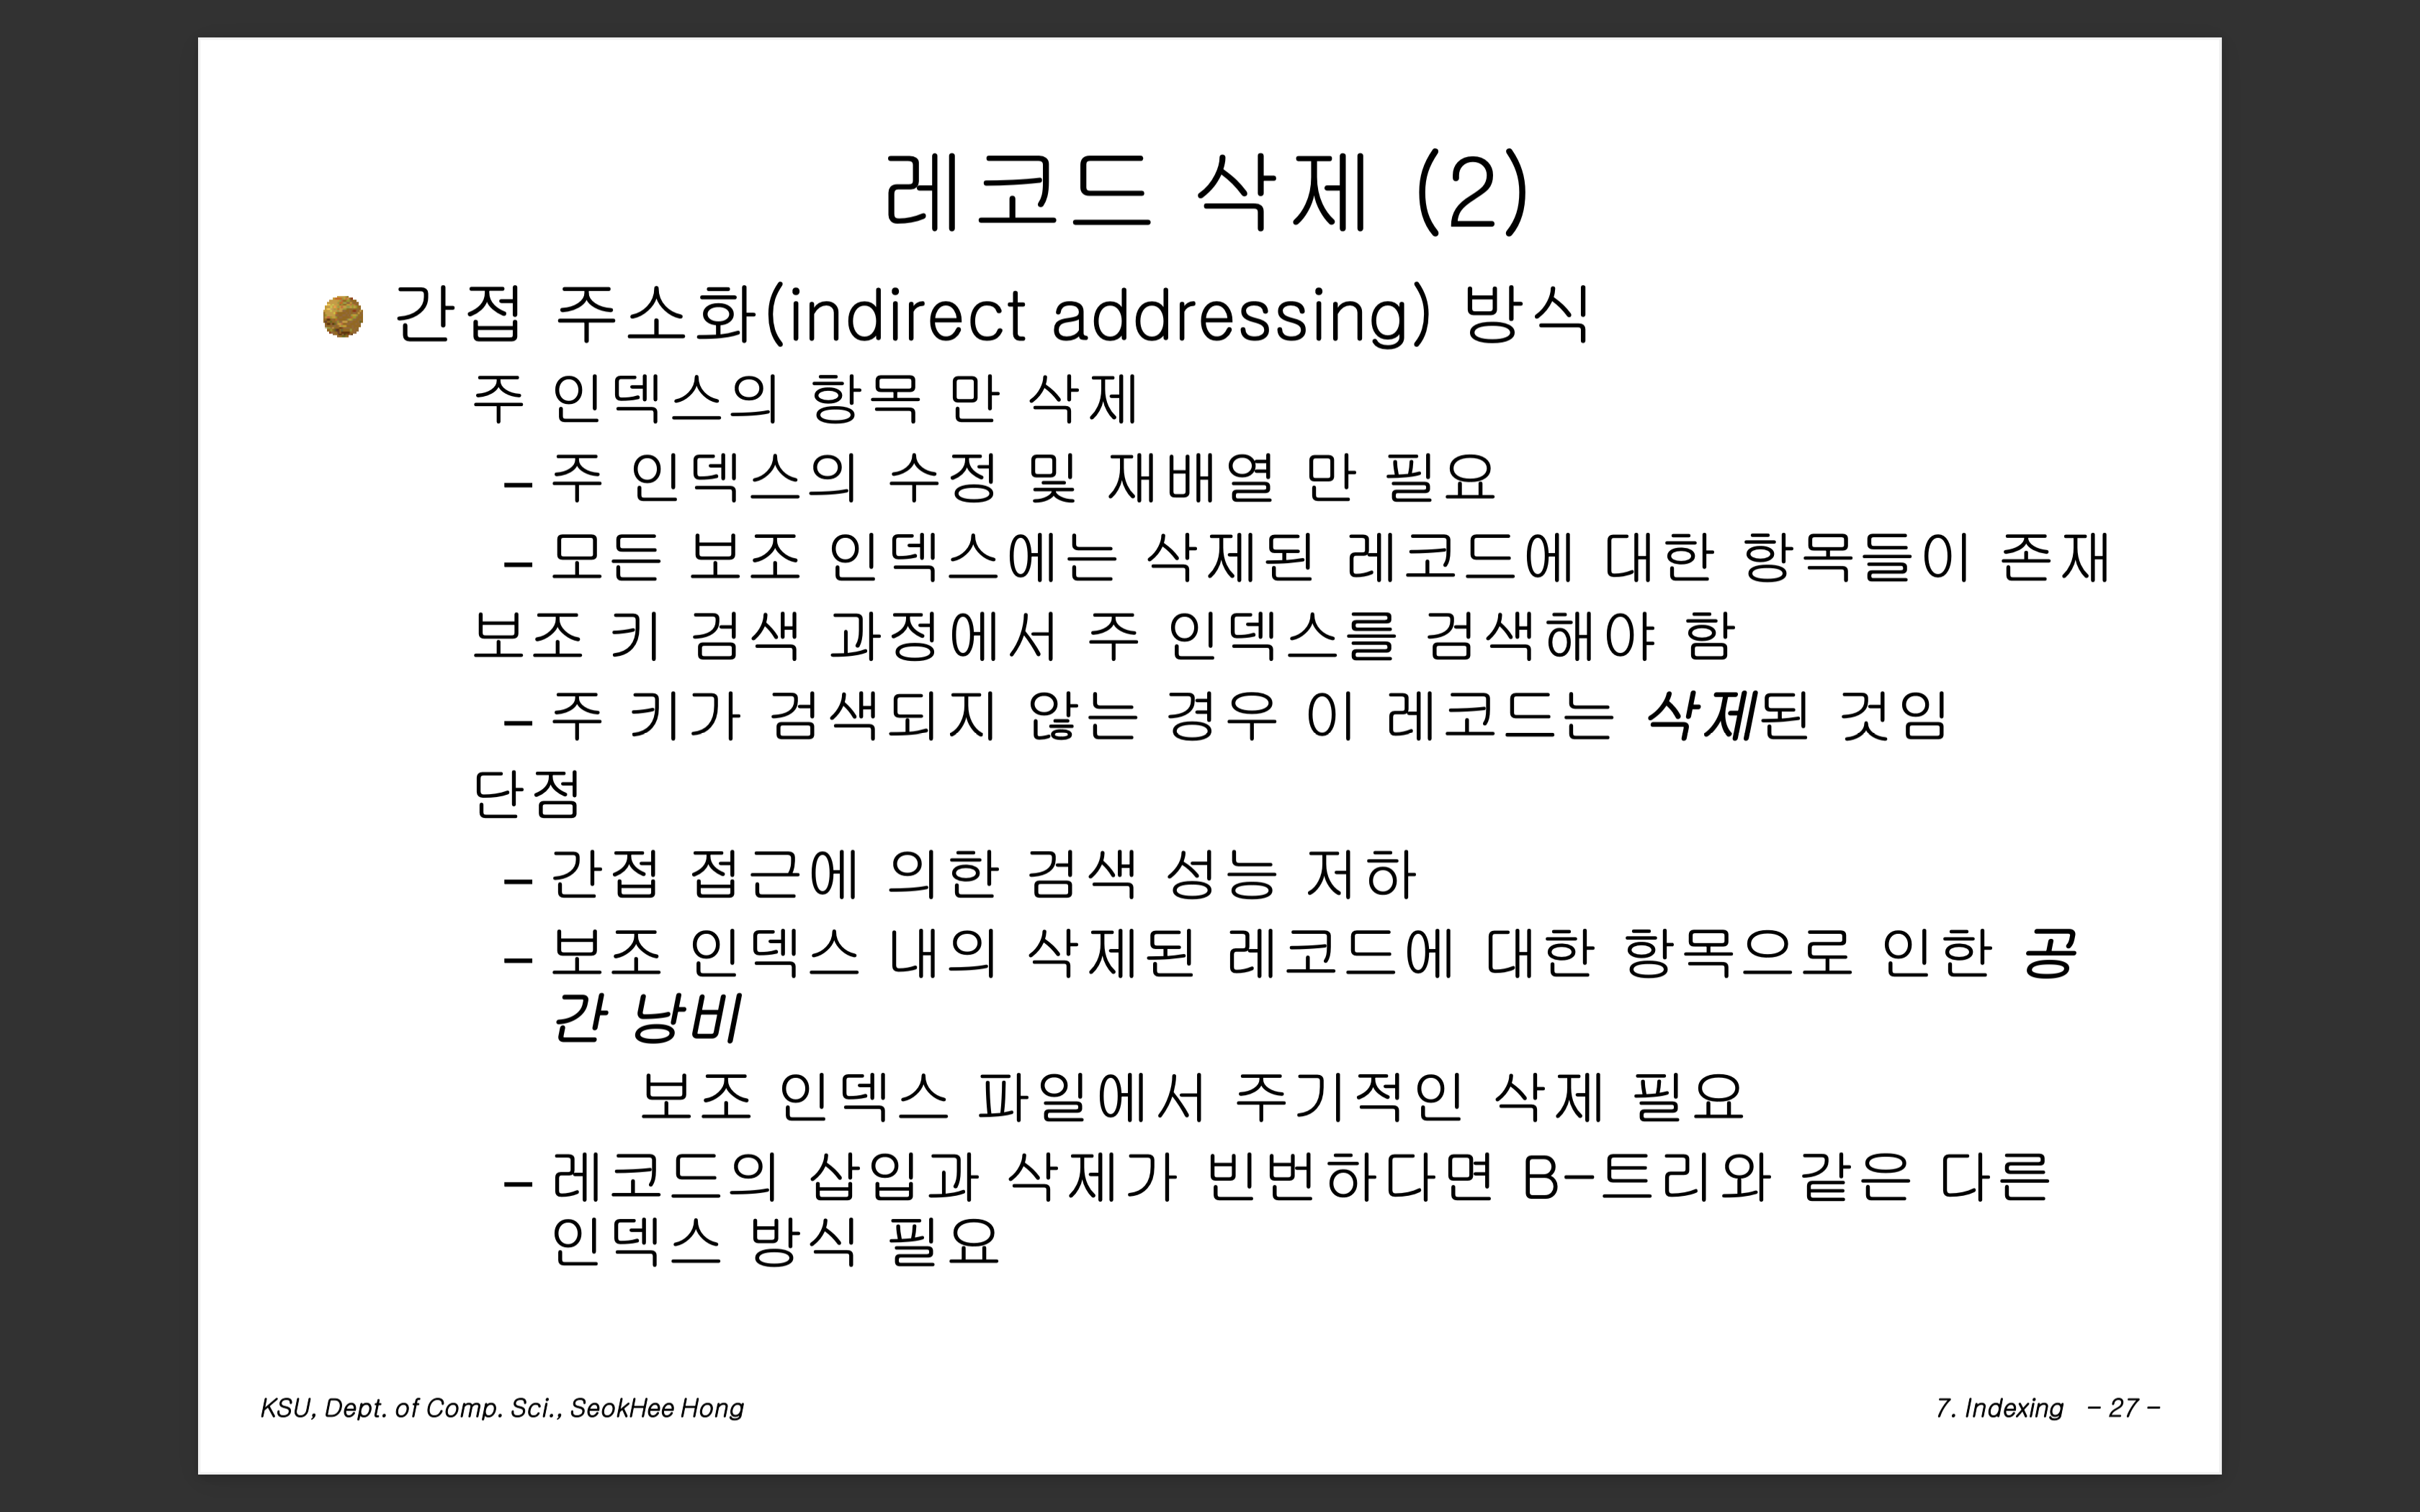 레코드 삭제 (2)
간접 주소화(indirect addressing) 방식
주 인덱스의 항목 만 삭제
– 주 인덱스의 수정 및 재배열 만 필요
– 모든 보조 인덱스에는 삭제된 레코드에 대한 항목들이 존재
보조 키 검색 과정에서 주 인덱스를 검색해야 함
– 주 키가 검색되지 않는 경우 이 레코드는 삭제된 것임
단점
– 간접 접근에 의한 검색 성능 저하
– 보조 인덱스 내의 삭제된 레코드에 대한 항목으로 인한 공
간 낭비
보조 인덱스 파일에서 주기적인 삭제 필요
– 레코드의 삽입과 삭제가 빈번하다면 B-트리와 같은 다른
인덱스 방식 필요
KSU, Dept. of Comp. Sci., SeokHee Hong
7. Indexing - 27 -